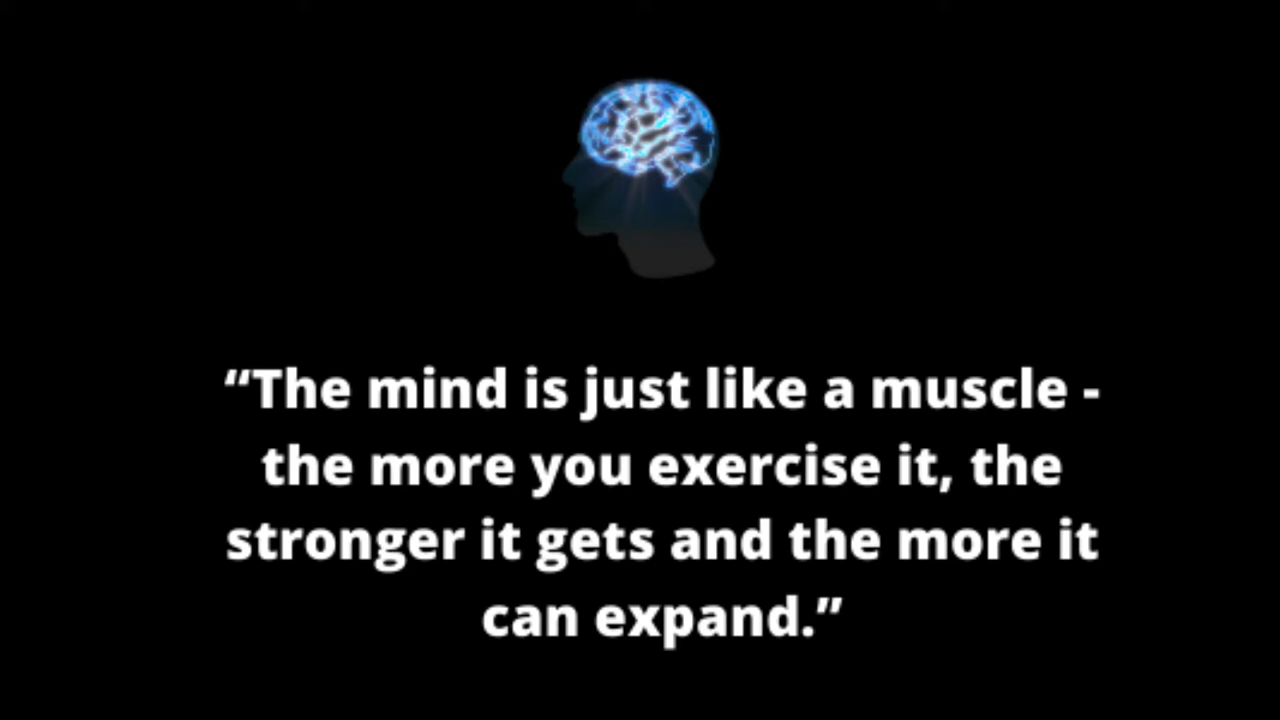 “The mind is just like a muscle -
the more you exercise it, the
stronger it gets and the more it
can expand.”